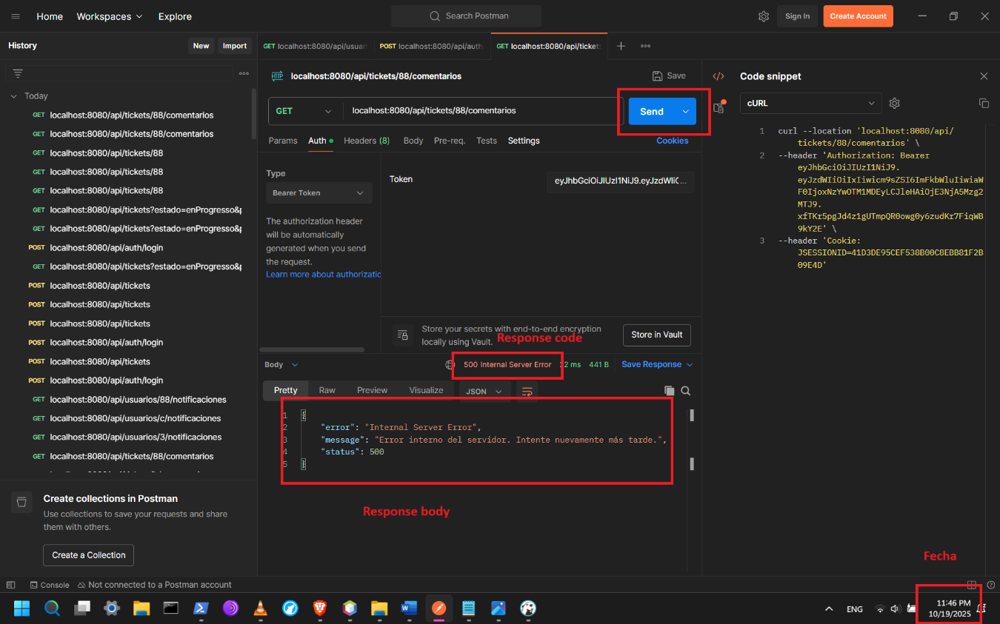 Home
Workspaces
Explore
Search Postman
Sign In
Create Account
History
New
Import
GET localhost:8080/api/usuari
POST localhost:8080/api/auth
GET localhost:8080/api/tickets
Today
GET localhost:8080/api/tickets/88/comentarios
GET localhost:8080/api/tickets/88/comentarios
GET localhost:8080/api/tickets/88
GET localhost:8080/api/tickets/88
GET localhost:8080/api/tickets/88
GET localhost:8080/api/tickets?estado=enProgresso&p
GET localhost:8080/api/tickets?estado=enProgresso&p
POST localhost:8080/api/auth/login
GET localhost:8080/api/tickets?estado=enProgresso&p
POST localhost:8080/api/tickets
POST localhost:8080/api/tickets
POST localhost:8080/api/tickets
POST localhost:8080/api/auth/login
POST localhost:8080/api/tickets
POST localhost:8080/api/auth/login
GET localhost:8080/api/usuarios/88/notificaciones
GET localhost:8080/api/usuarios/c/notificaciones
GET localhost:8080/api/usuarios/3/notificaciones
GET localhost:8080/api/tickets/88/comentarios
Create collections in Postman
Use collections to save your requests and share
them with others.
Create a Collection
HTTP localhost:8080/api/tickets/88/comentarios
Save
GET
localhost:8080/api/tickets/88/comentarios
Send
Params
Auth
Headers (8)
Body
Pre-req.
Tests
Settings
Cookies
Type
Bearer Token
The authorization header
will be automatically
generated when you send
the request.
Learn more about authorizatio
Token
eyJhbGciOiJIUzI1NiJ9.eyJzdWIiC...
Store your secrets with end-to-end encryption
locally using Vault.
Store in Vault
Response code
Body
500 Internal Server Error
2 ms
441 B
Save Response
Pretty
Raw
Preview
Visualize
JSON
1 {
2 "error": "Internal Server Error",
3 "message": "Error interno del servidor. Intente nuevamente más tarde.",
4 "status": 500
5 }
Response body
Code snippet
cURL
1 curl --location 'localhost:8080/api/
tickets/88/comentarios' \
2 --header 'Authorization: Bearer
eyJhbGciOiJIUzI1NiJ9.
eyJzdWIiOiIxIiwicm9sZSI6ImFkbWluIiwiaW
F0IjoxNzYwOTM1MDEyLCJleHAiOjE3NjA5Mzg2
MTJ9.
xfTKr5pgJd4z1gUTmpQR0owg0y6zudKr7FiqWB
9kY2E' \
3 --header 'Cookie:
JSESSIONID=41D3DE95CEF538B00C8EBB81F2B
09E4D'
Fecha
Console
Not connected to a Postman account
ENG
11:46 PM
10/19/2025